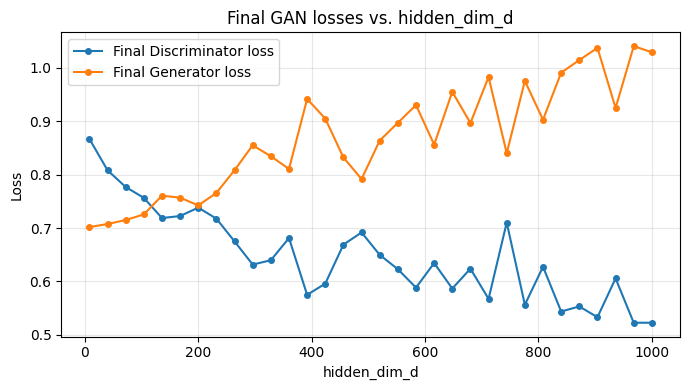 Final GAN losses vs. hidden_dim_d
Final Discriminator loss
Final Generator loss
Loss
1.0
0.9
0.8
0.7
0.6
0.5
0 200 400 600 800 1000
hidden_dim_d